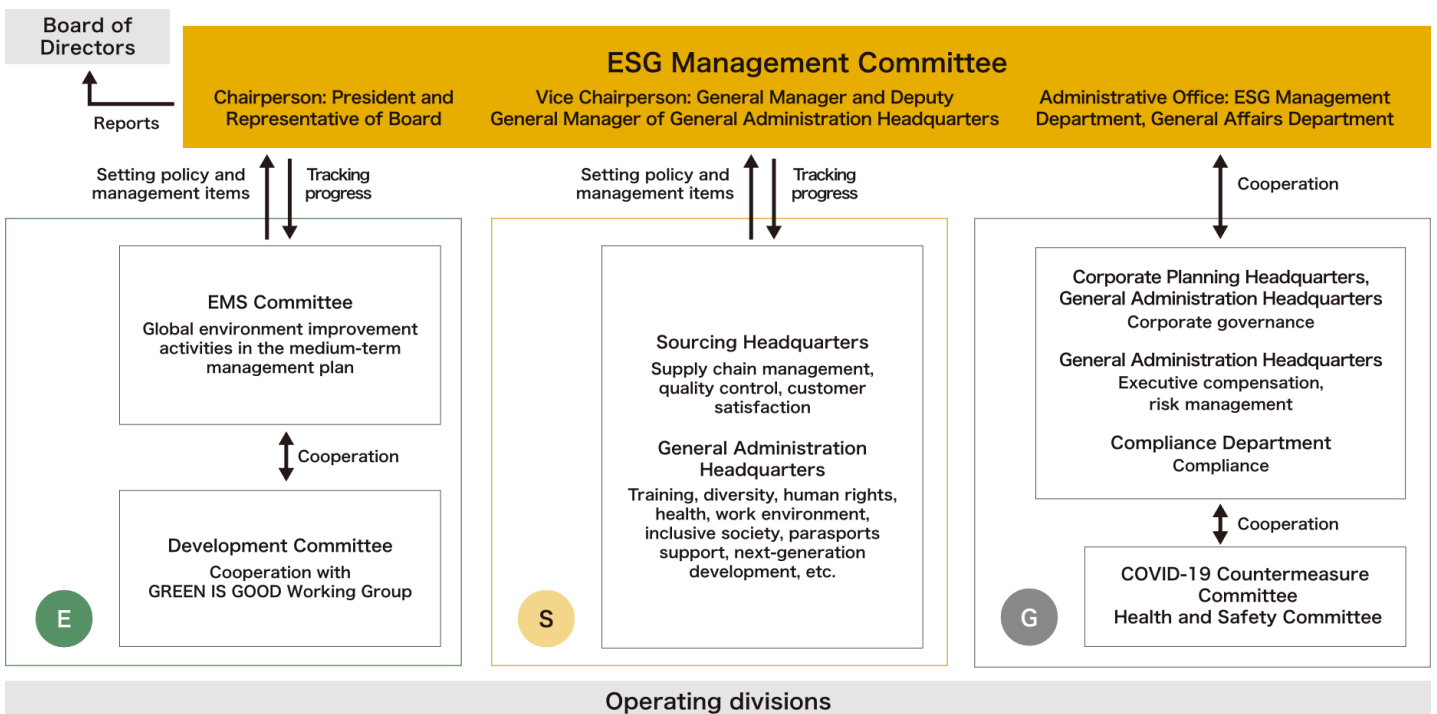 Board of
Directors
Reports
ESG Management Committee
Chairperson: President and
Representative of Board
Vice Chairperson: General Manager and Deputy
General Manager of General Administration Headquarters
Administrative Office: ESG Management
Department, General Affairs Department
Setting policy and
management items
Tracking
progress
Setting policy and
management items
Tracking
progress
Cooperation
EMS Committee
Global environment improvement
activities in the medium-term
management plan
Cooperation
Development Committee
Cooperation with
GREEN IS GOOD Working Group
E
Sourcing Headquarters
Supply chain management,
quality control, customer
satisfaction
General Administration
Headquarters
Training, diversity, human rights,
health, work environment,
inclusive society, parasports
support, next-generation
development, etc.
S
Corporate Planning Headquarters,
General Administration Headquarters
Corporate governance
General Administration Headquarters
Executive compensation,
risk management
Compliance Department
Compliance
Cooperation
COVID-19 Countermeasure
Committee
Health and Safety Committee
G
Operating divisions